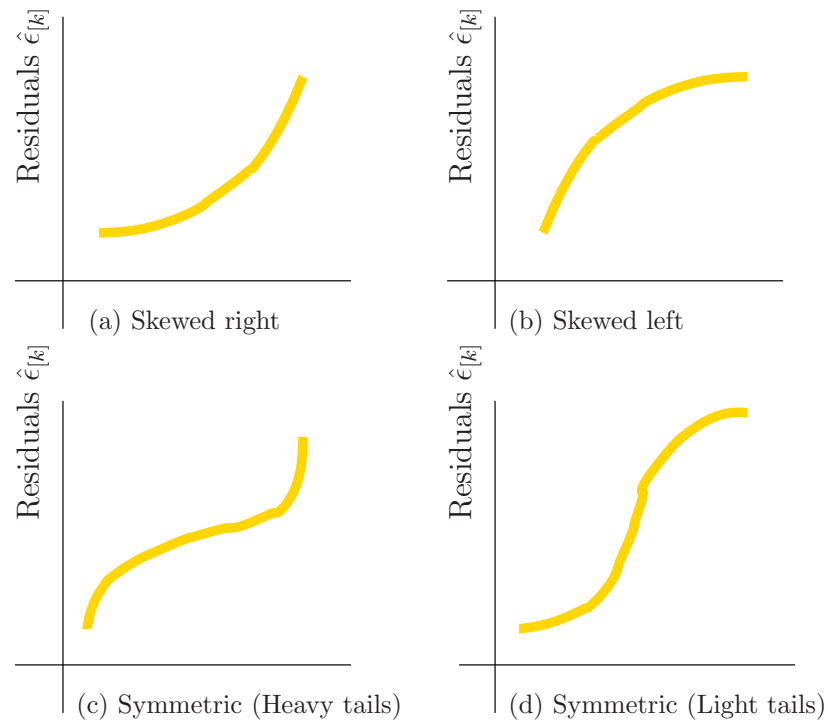 Residuals ε̂[k]
Residuals ε̂[k]
(a) Skewed right
(b) Skewed left
Residuals ε̂[k]
Residuals ε̂[k]
(c) Symmetric (Heavy tails)
(d) Symmetric (Light tails)